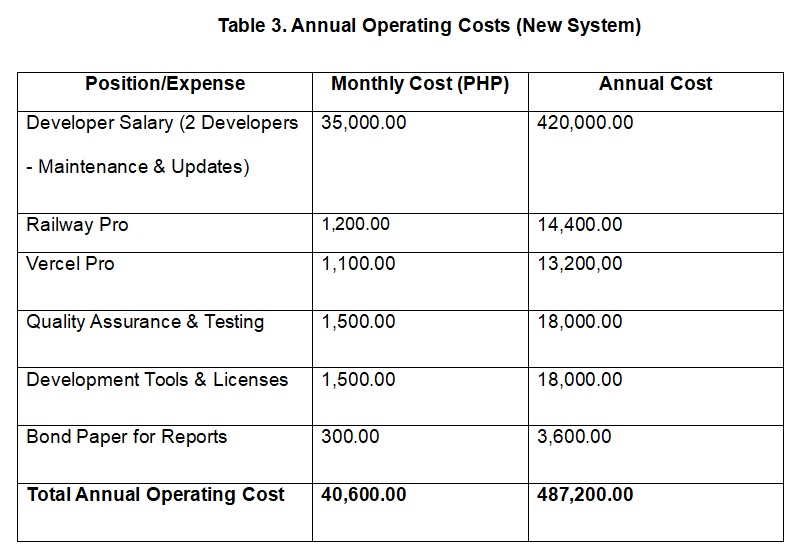 Table 3. Annual Operating Costs (New System)
Position/Expense Monthly Cost (PHP) Annual Cost
Developer Salary (2 Developers 35,000.00 420,000.00
- Maintenance & Updates)
Railway Pro 1,200.00 14,400.00
Vercel Pro 1,100.00 13,200,00
Quality Assurance & Testing 1,500.00 18,000.00
Development Tools & Licenses 1,500.00 18,000.00
Bond Paper for Reports 300.00 3,600.00
Total Annual Operating Cost 40,600.00 487,200.00